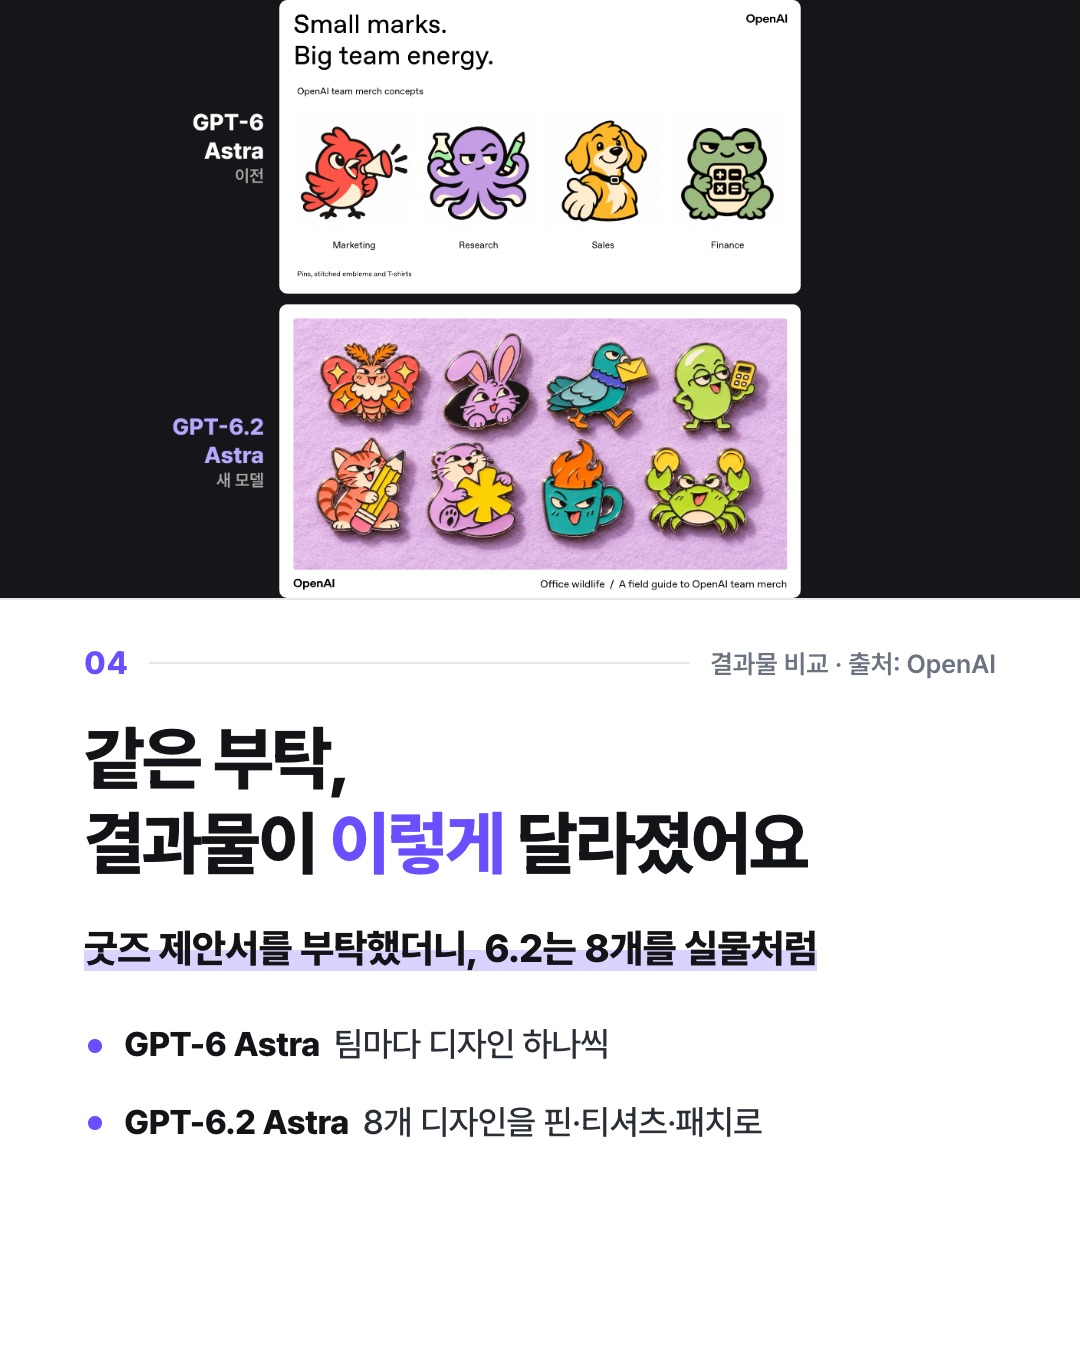 Small marks.
Big team energy.
OpenAI
OpenAI team merch concepts
GPT-6
Astra
이전
Marketing
Research
Sales
Finance
Pins, stitched emblems and T-shirts
GPT-6.2
Astra
새 모델
OpenAI
Office wildlife / A field guide to OpenAI team merch
04
결과물 비교 · 출처: OpenAI
같은 부탁,
결과물이 이렇게 달라졌어요
굿즈 제안서를 부탁했더니, 6.2는 8개를 실물처럼
GPT-6 Astra 팀마다 디자인 하나씩
GPT-6.2 Astra 8개 디자인을 핀·티셔츠·패치로